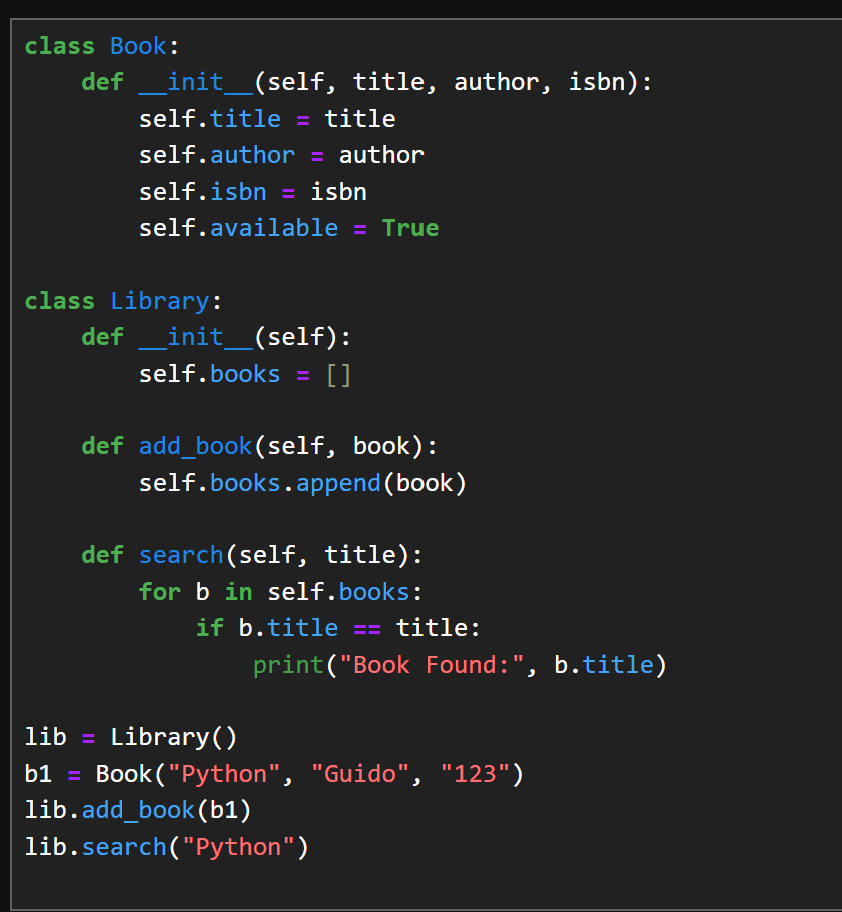 class Book:
    def __init__(self, title, author, isbn):
        self.title = title
        self.author = author
        self.isbn = isbn
        self.available = True

class Library:
    def __init__(self):
        self.books = []

    def add_book(self, book):
        self.books.append(book)

    def search(self, title):
        for b in self.books:
            if b.title == title:
                print("Book Found:", b.title)

lib = Library()
b1 = Book("Python", "Guido", "123")
lib.add_book(b1)
lib.search("Python")